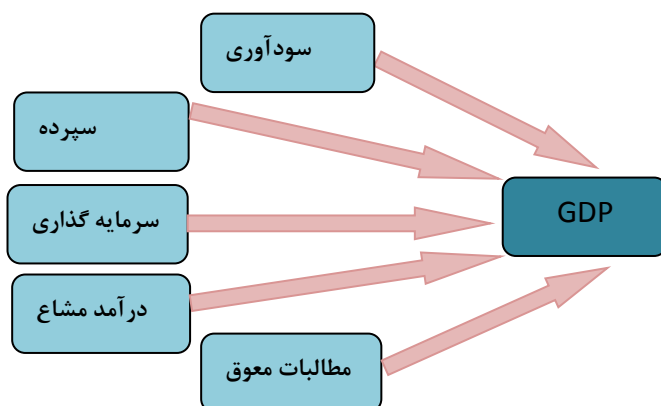 سودآوری
سپرده
سرمایه گذاری
GDP
درآمد مشاع
مطالبات معوق